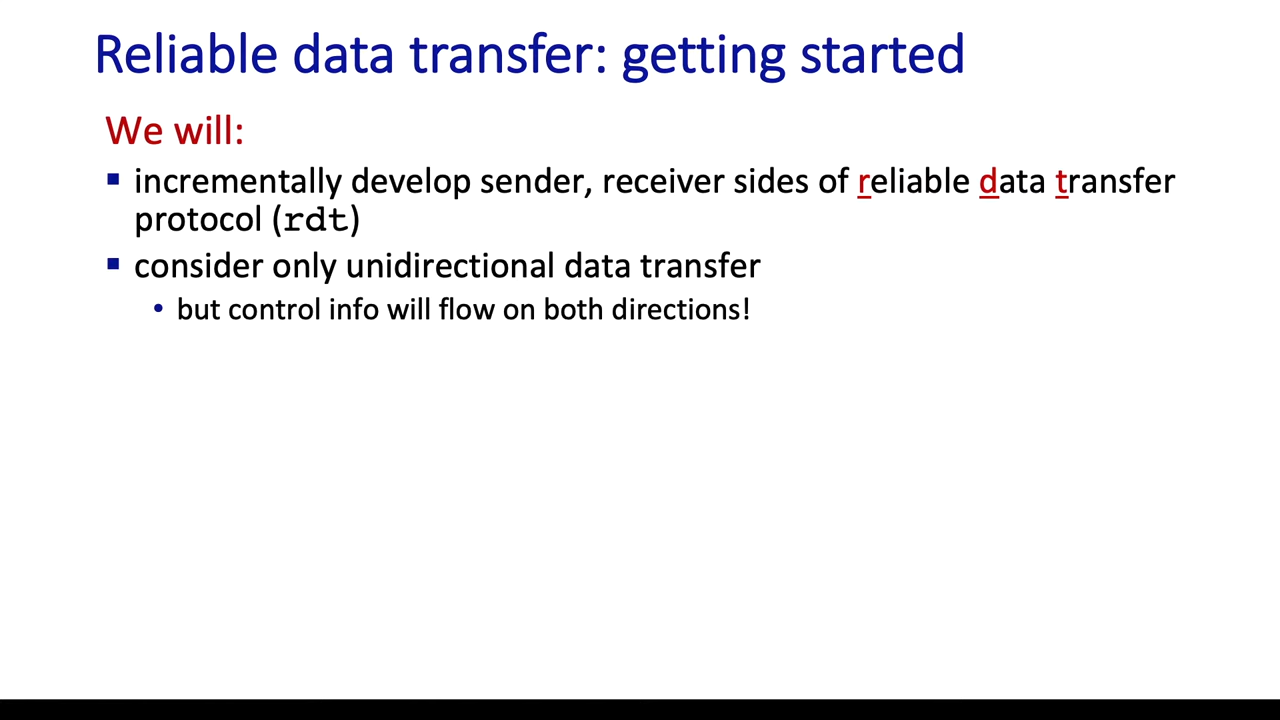 Reliable data transfer: getting started
We will:
▪ incrementally develop sender, receiver sides of reliable data transfer
protocol (rdt)
▪ consider only unidirectional data transfer
• but control info will flow on both directions!